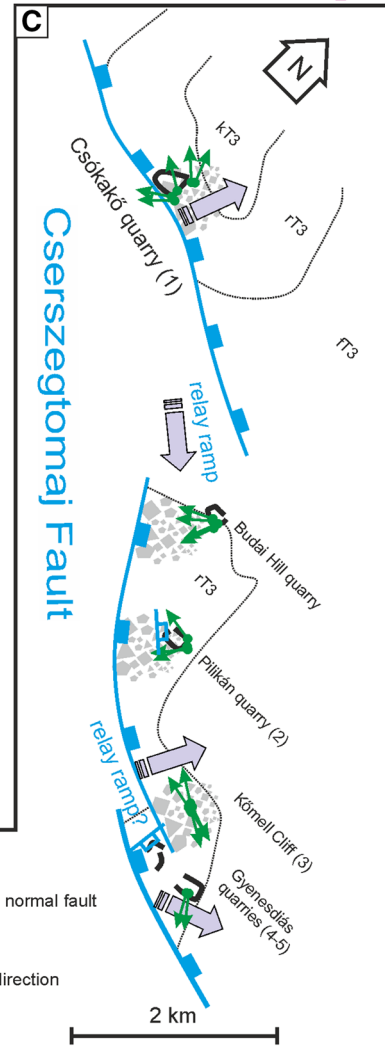 C
N
kT3
Csókakő quarry (1)
rT3
fT3
Cserszegtomaj Fault
relay ramp
Budai Hill quarry
rT3
Pilikán quarry (2)
relay ramp?
Kőmell Cliff (3)
Gyenesdiás
quarries (4-5)
normal fault
direction
2 km